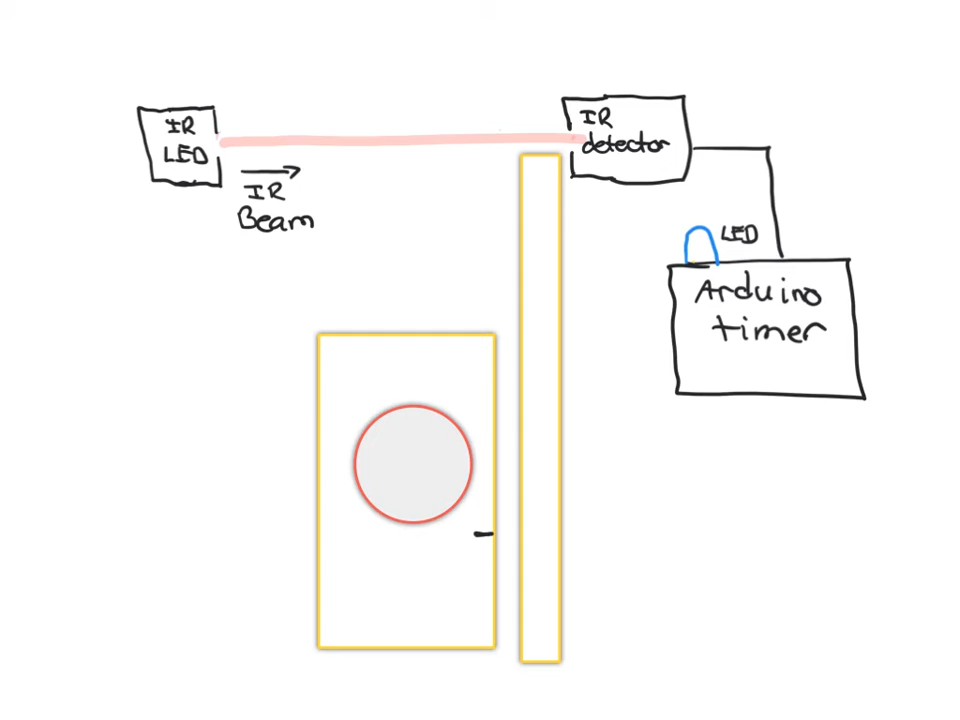 IR
LED
IR
Beam
IR
detector
LED
Arduino
timer